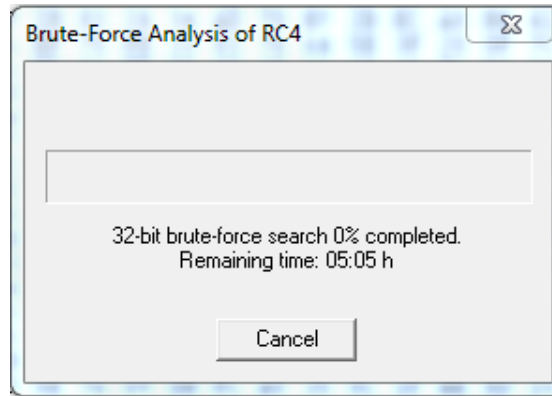 Brute-Force Analysis of RC4
32-bit brute-force search 0% completed.
Remaining time: 05:05 h
Cancel